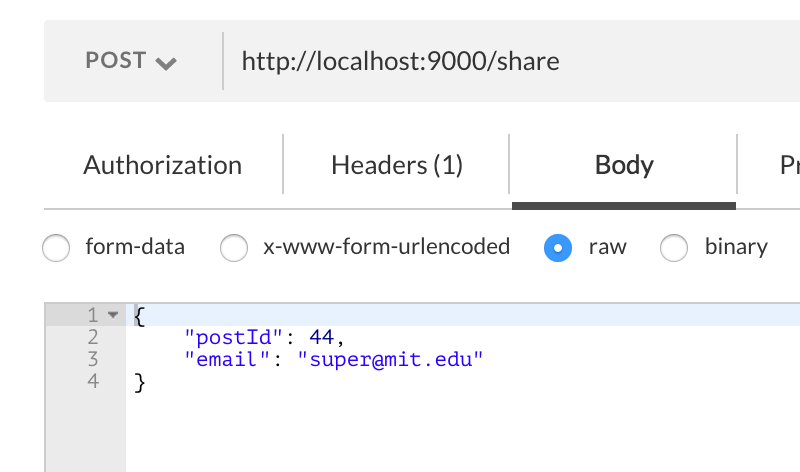 POST http://localhost:9000/share
Authorization Headers (1) Body
form-data x-www-form-urlencoded raw binary
1 {
2 "postId": 44,
3 "email": "super@mit.edu"
4 }